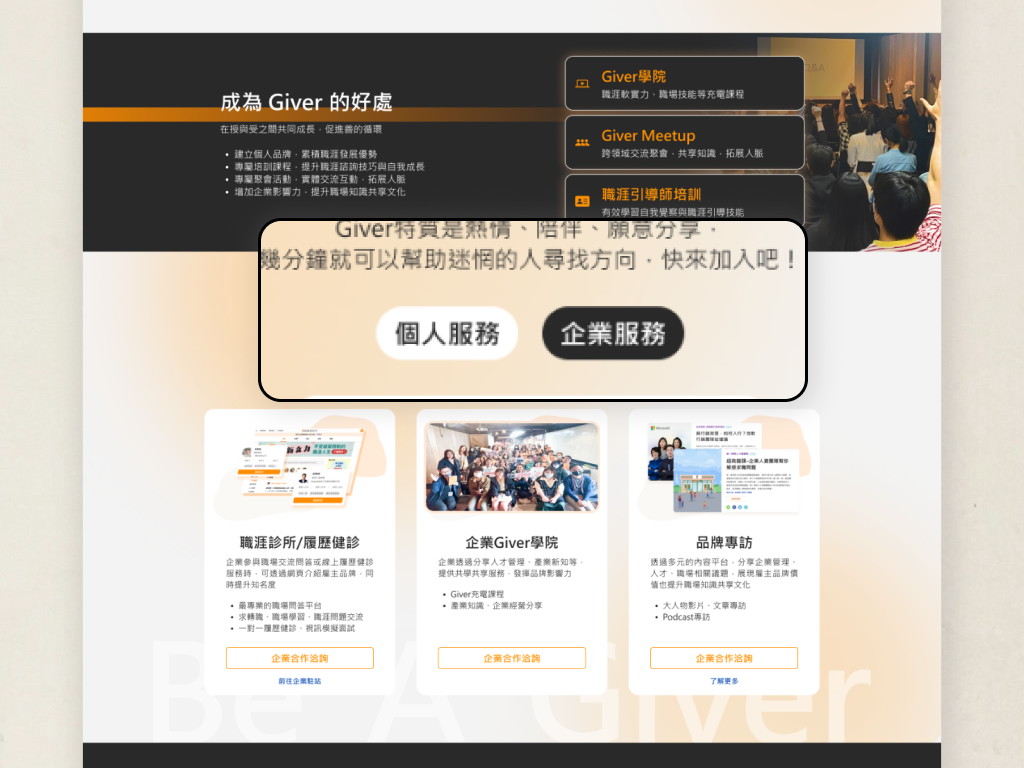 成為 Giver 的好處
在授與受之間共同成長，促進善的循環
• 建立個人品牌，累積職涯發展優勢
• 專屬培訓課程，提升職涯諮詢技巧與自我成長
• 專屬聚會活動，實體交流互動，拓展人脈
• 增加企業影響力，提升職場知識共享文化
Giver學院
職涯軟實力、職場技能等充電課程
Giver Meetup
跨領域交流聚會，共享知識，拓展人脈
職涯引導師培訓
有效學習自我覺察與職涯引導技能
Q&A
Giver特質是熱情、陪伴、願意分享，
幾分鐘就可以幫助迷惘的人尋找方向，快來加入吧！
個人服務
企業服務
職涯診所/履歷健診
企業參與職場交流問答或線上履歷健診
服務時，可透過網頁介紹雇主品牌，同
時提升知名度
• 最專業的職場問答平台
• 求轉職、職場學習、職涯問題交流
• 一對一履歷健診、視訊模擬面試
企業合作洽詢
前往企業駐站
企業Giver學院
企業透過分享人才管理、產業新知等，
提供共學共享服務，發揮品牌影響力
• Giver充電課程
• 產業知識、企業經營分享
企業合作洽詢
Microsoft
品牌專訪
透過多元的內容平台，分享企業管理、
人才、職場相關議題，展現雇主品牌價
值也提升職場知識共享文化
• 大人物影片、文章專訪
• Podcast專訪
企業合作洽詢
了解更多
Be A Giver